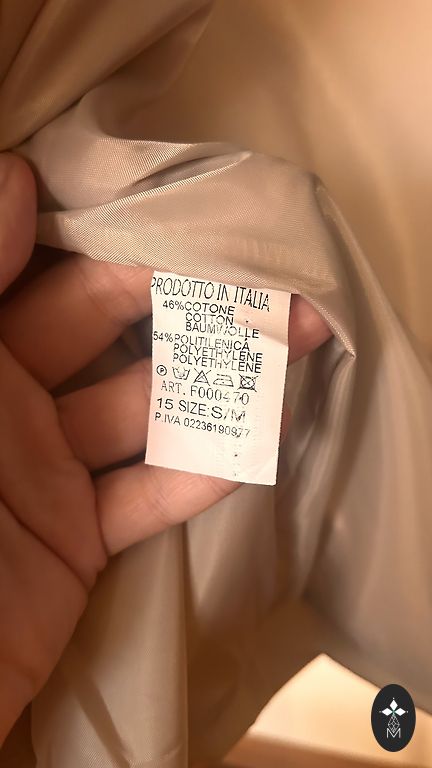 PRODOTTO IN ITALIA
46%COTONE
COTTON
BAUMWOLLE
54%POLITILENICA
POLYETHYLENE
POLYETHYLENE
P
ART. F000470
15 SIZE:S/M
P.IVA 02236190977
M